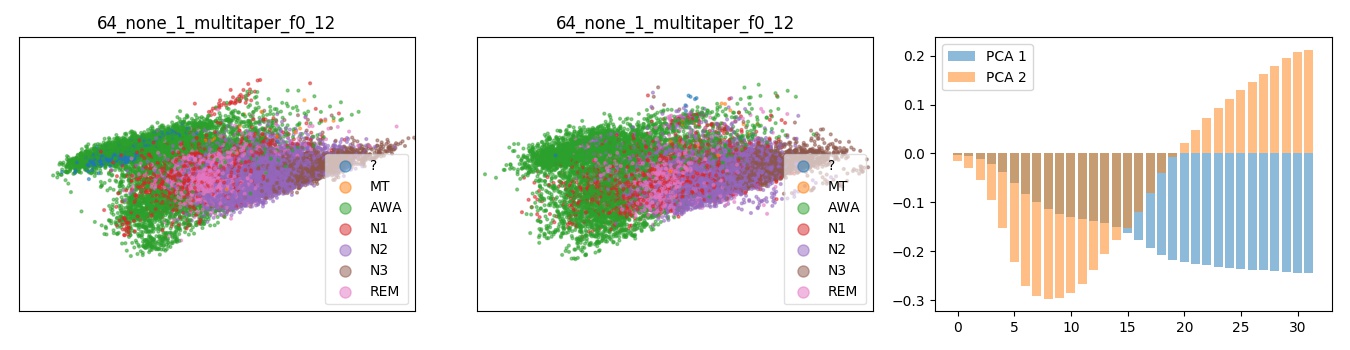 64_none_1_multitaper_f0_12
?
MT
AWA
N1
N2
N3
REM
64_none_1_multitaper_f0_12
?
MT
AWA
N1
N2
N3
REM
PCA 1
PCA 2
0.2
0.1
0.0
−0.1
−0.2
−0.3
0 5 10 15 20 25 30